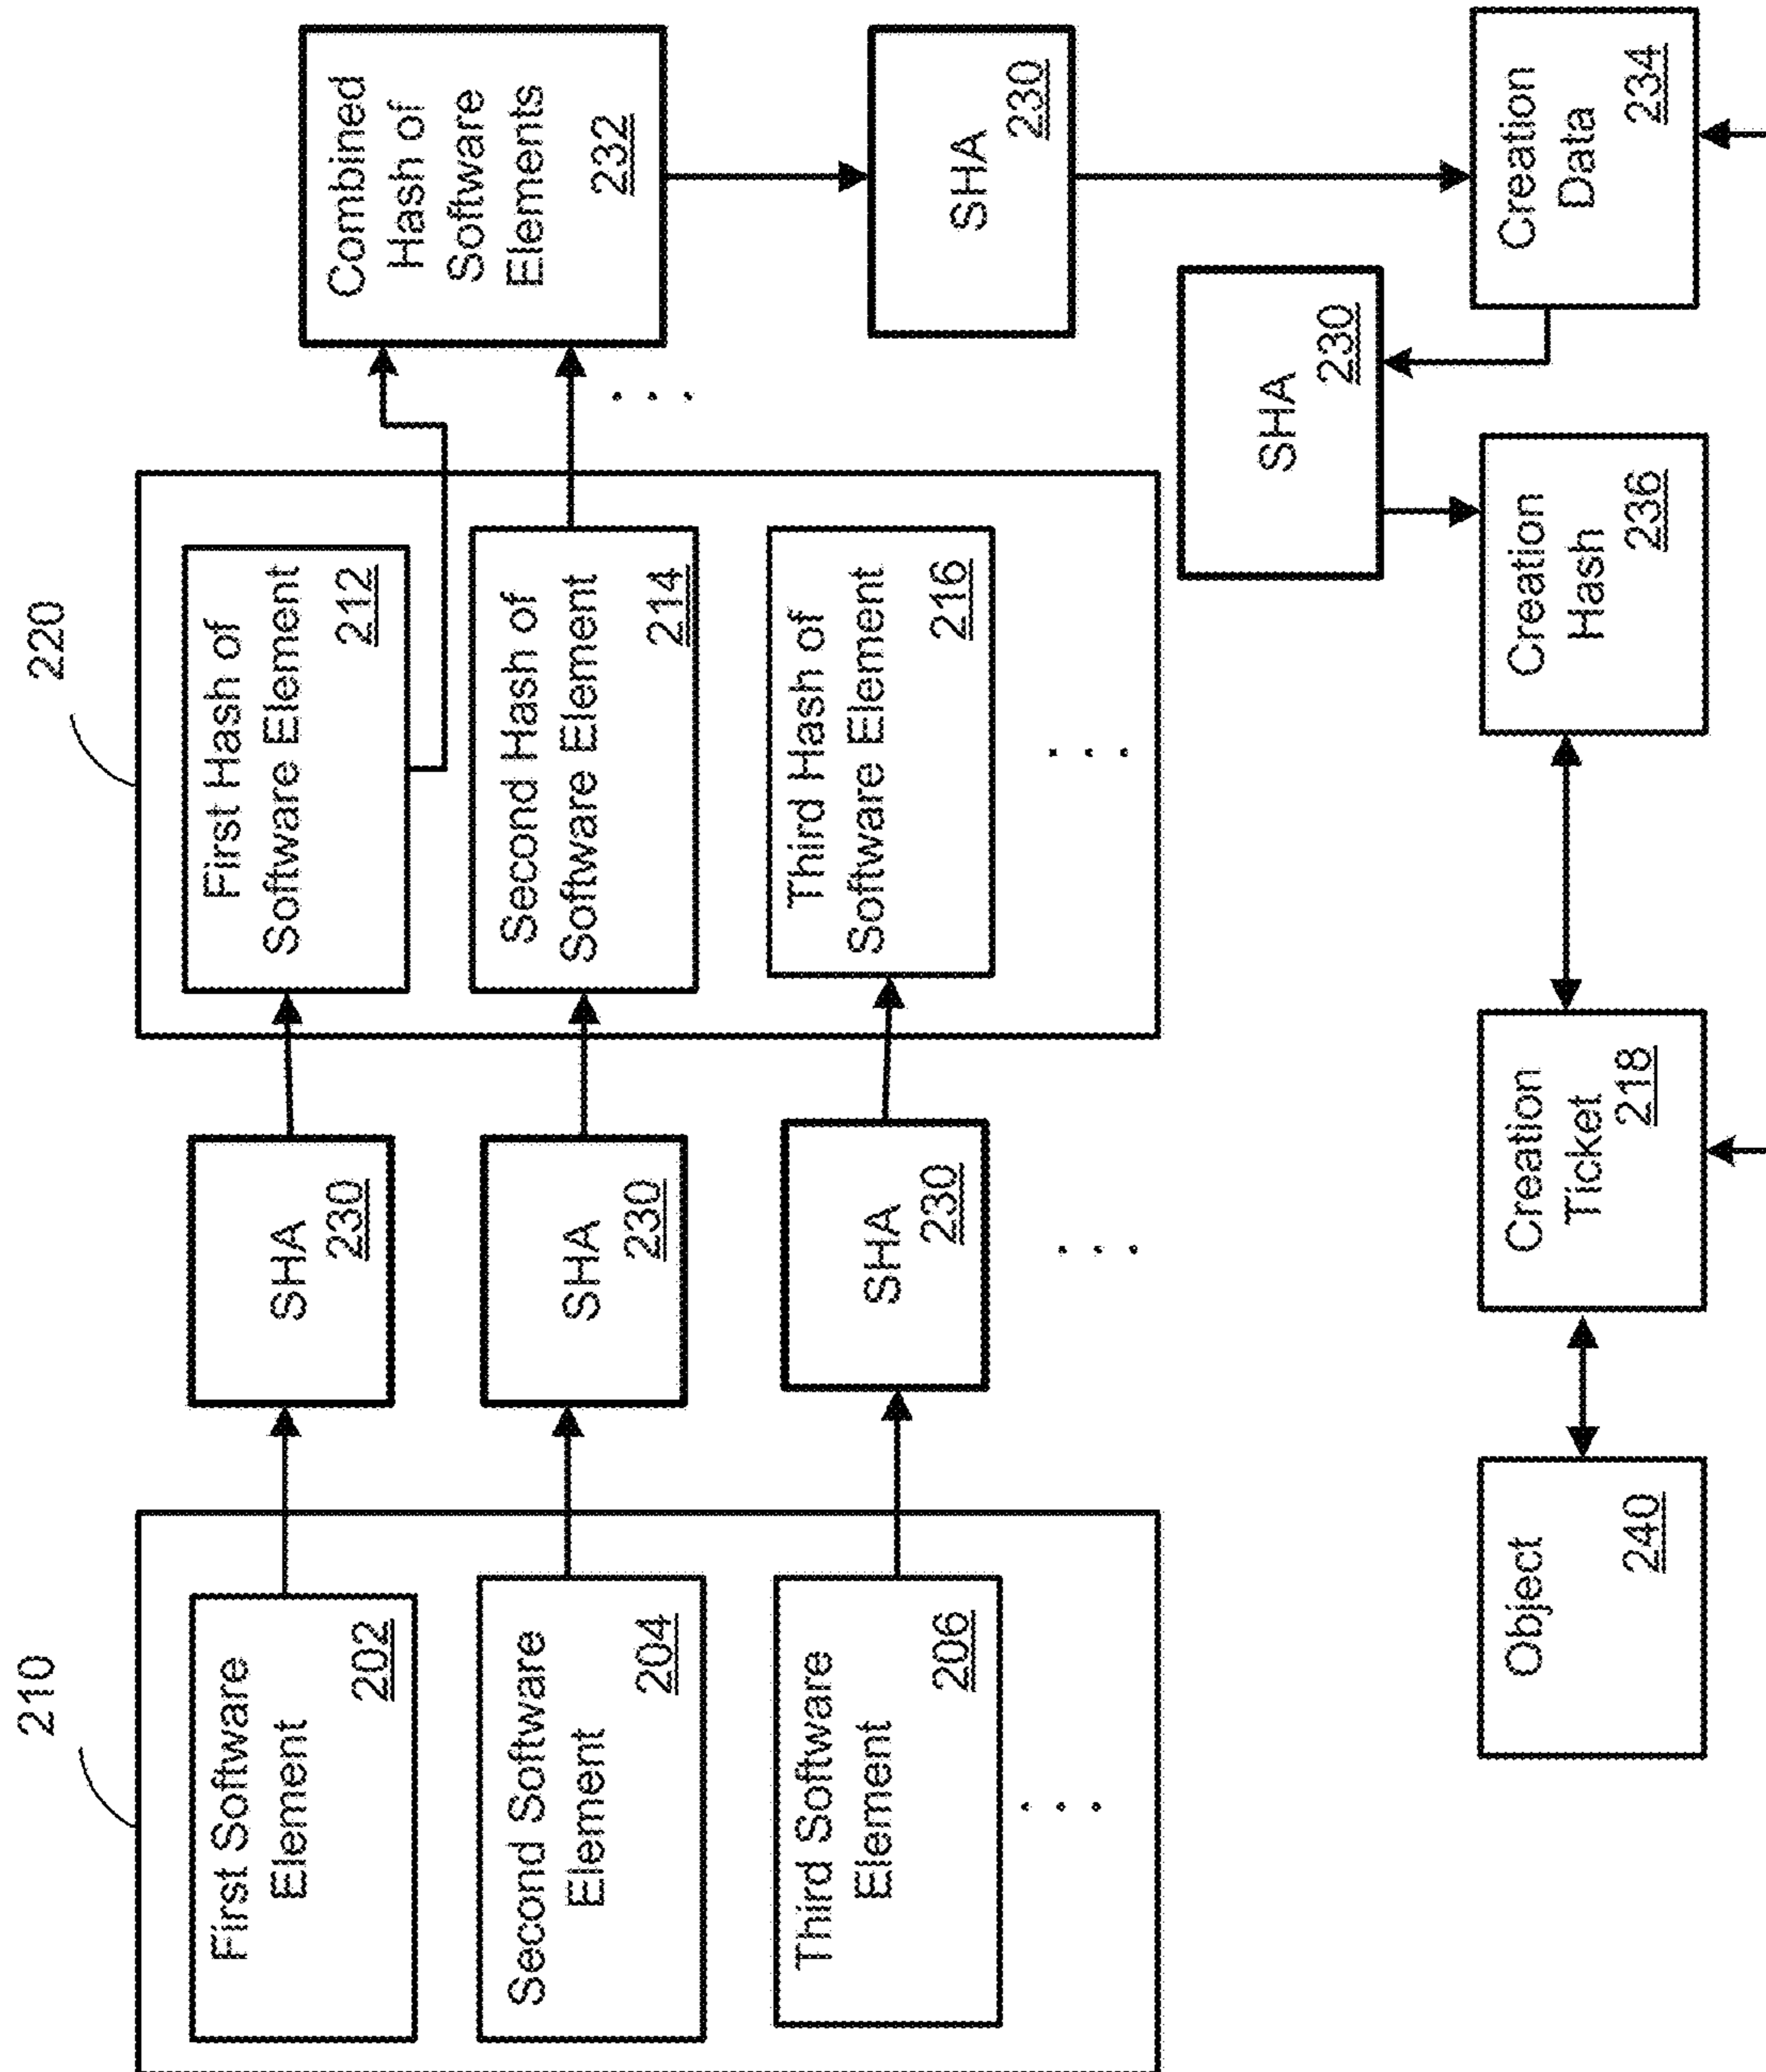 210
First Software
Element
202
Second Software
Element
204
Third Software
Element
206
. . .
SHA
230
SHA
230
SHA
230
. . .
220
First Hash of
Software Element
212
Second Hash of
Software Element
214
Third Hash of
Software Element
216
. . .
. . .
Combined
Hash of
Software
Elements
232
SHA
230
SHA
230
Object
240
Creation
Ticket
218
Creation
Hash
236
Creation
Data
234